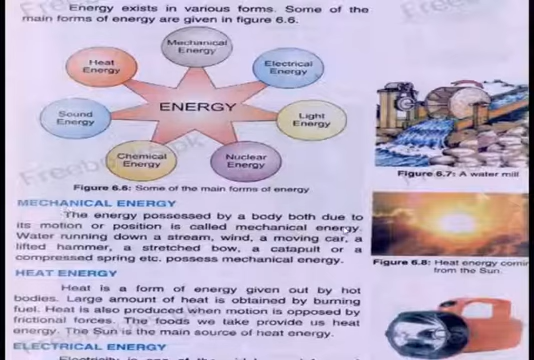 Energy exists in various forms. Some of the
main forms of energy are given in figure 6.6.
Mechanical
Energy
Heat
Energy
Electrical
Energy
ENERGY
Sound
Energy
Light
Energy
Chemical
Energy
Nuclear
Energy
Figure 6.6: Some of the main forms of energy
Figure 6.7: A water mill
MECHANICAL ENERGY
The energy possessed by a body both due to
its motion or position is called mechanical energy.
Water running down a stream, wind, a moving car, a
lifted hammer, a stretched bow, a catapult or a
compressed spring etc. possess mechanical energy.
Figure 6.8: Heat energy comin
from the Sun.
HEAT ENERGY
Heat is a form of energy given out by hot
bodies. Large amount of heat is obtained by burning
fuel. Heat is also produced when motion is opposed by
frictional forces. The foods we take provide us heat
energy. The Sun is the main source of heat energy.
ELECTRICAL ENERGY